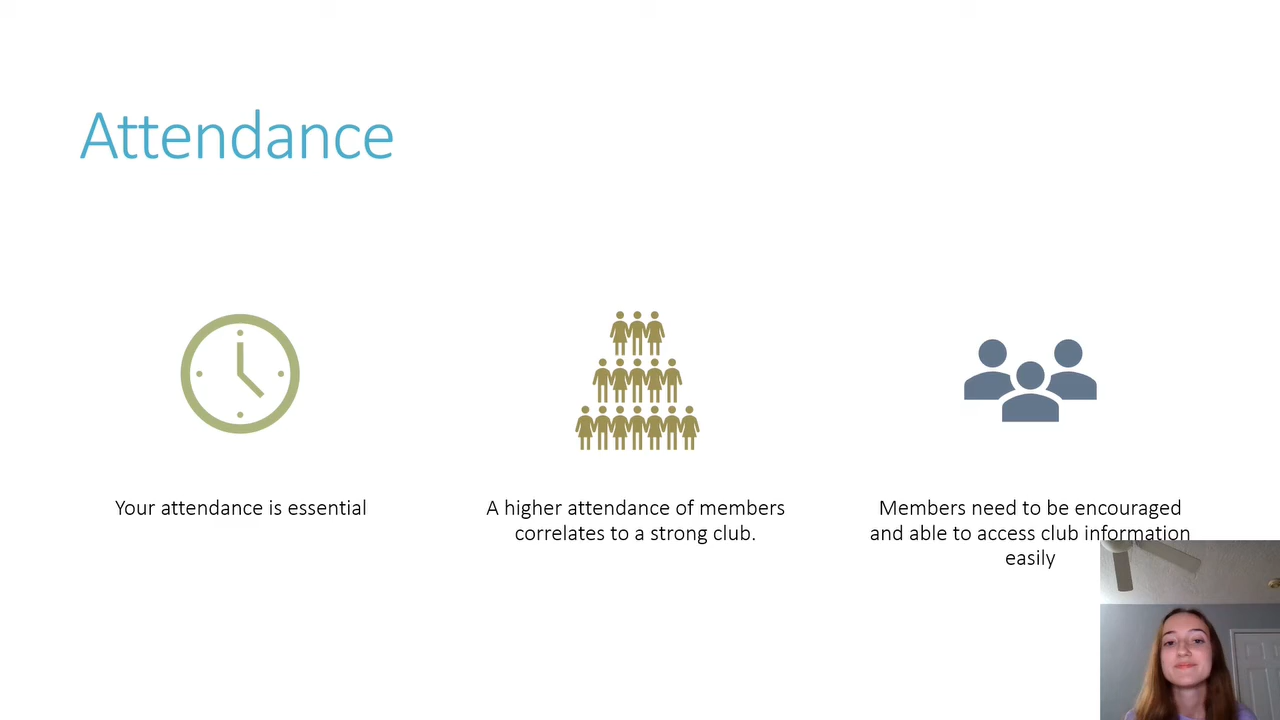 Attendance
Your attendance is essential
A higher attendance of members
correlates to a strong club.
Members need to be encouraged
and able to access club information
easily